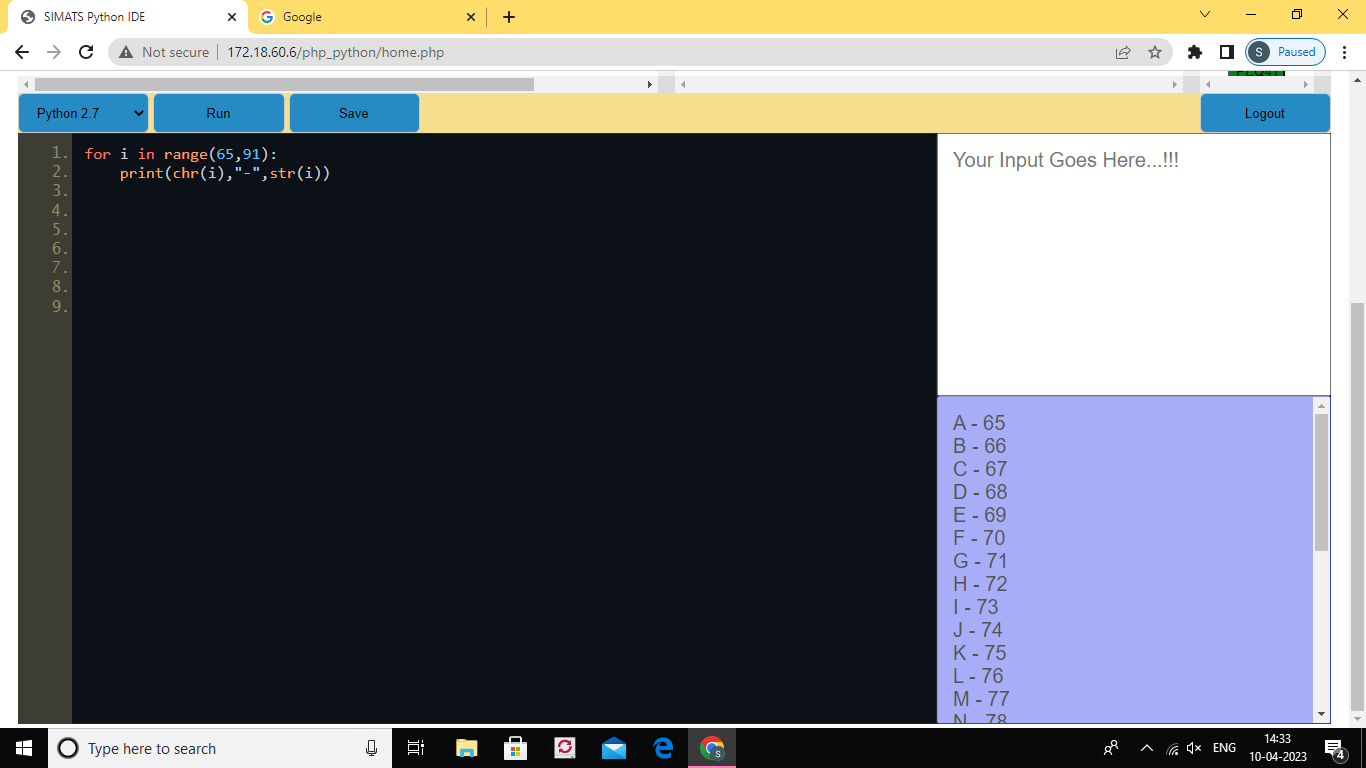 SIMATS Python IDE
Google
Not secure
172.18.60.6/php_python/home.php
S
Paused
Python 2.7
Run
Save
Logout
1. for i in range(65,91):
2. print(chr(i),"-",str(i))
3.
4.
5.
6.
7.
8.
9.
Your Input Goes Here...!!!
A - 65
B - 66
C - 67
D - 68
E - 69
F - 70
G - 71
H - 72
I - 73
J - 74
K - 75
L - 76
M - 77
N - 78
Type here to search
S
ENG
14:33
10-04-2023
4